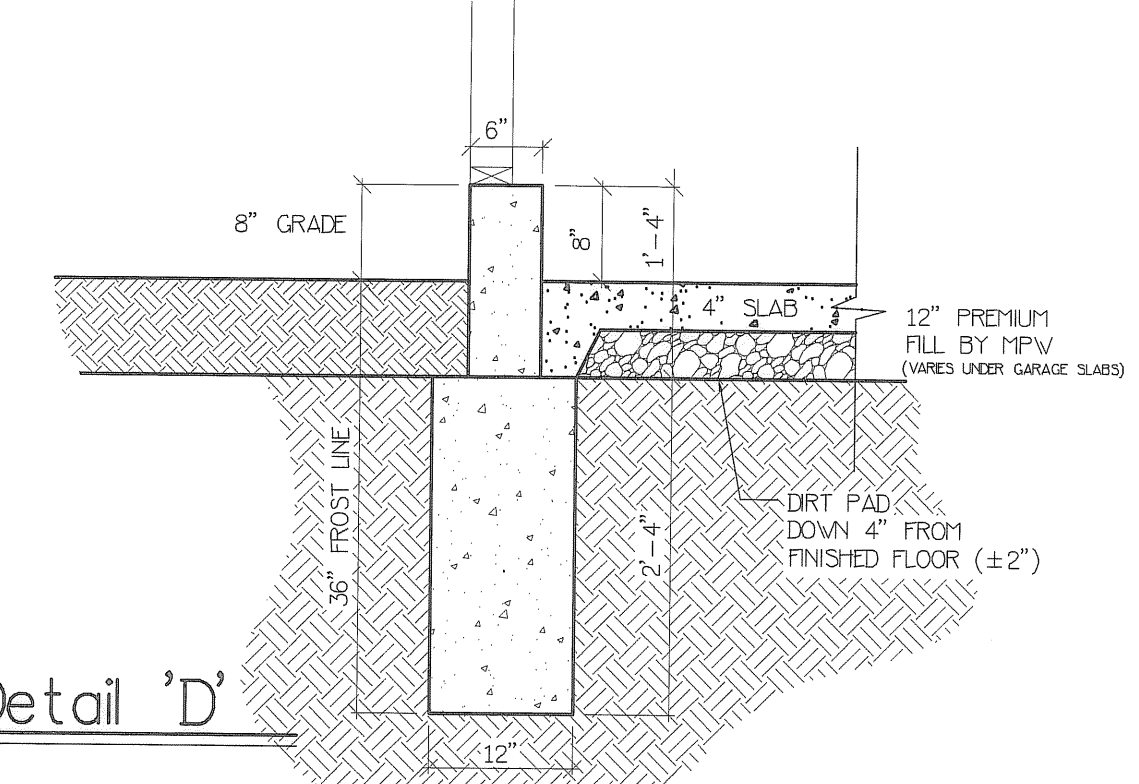 6"
8" GRADE
8"
1'-4"
4" SLAB
12" PREMIUM
FILL BY MPW
(VARIES UNDER GARAGE SLABS)
36" FROST LINE
2'-4"
DIRT PAD
DOWN 4" FROM
FINISHED FLOOR (±2")
Detail 'D'
12"